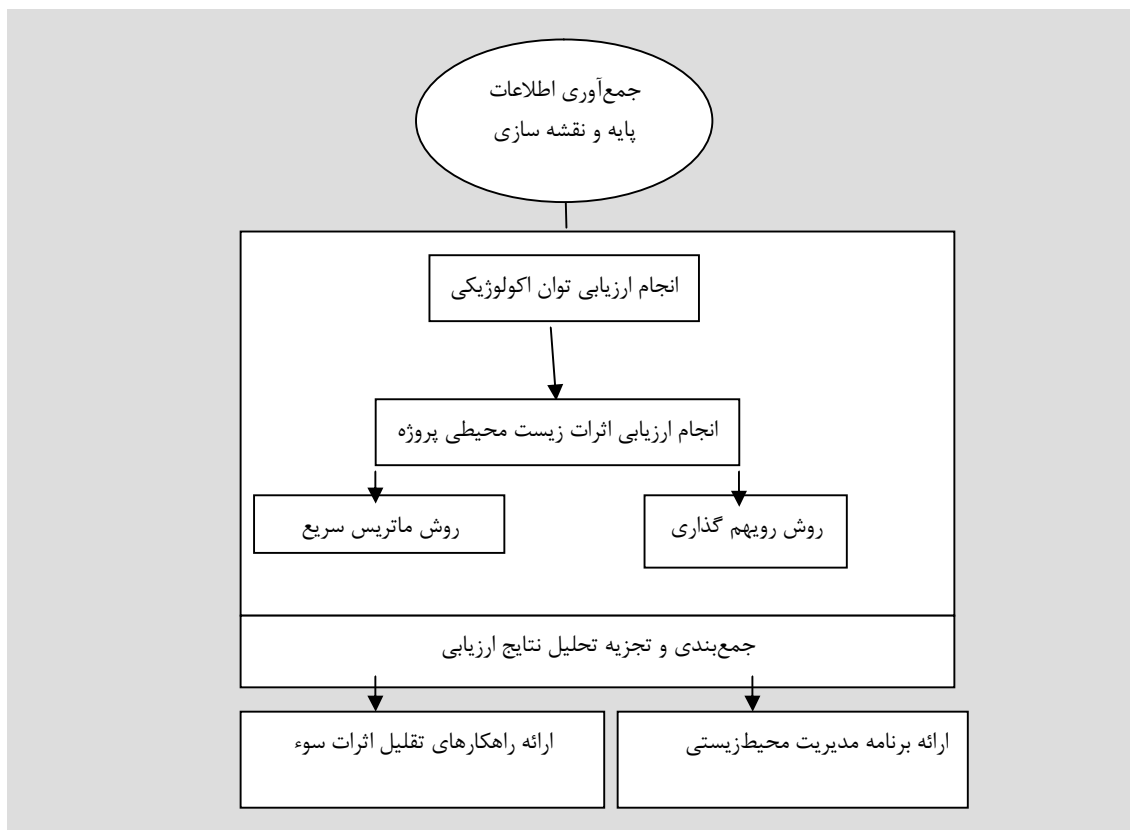 جمع‌آوری اطلاعات
پایه و نقشه سازی
انجام ارزیابی توان اکولوژیکی
انجام ارزیابی اثرات زیست محیطی پروژه
روش رویهم گذاری
روش ماتریس سریع
جمع‌بندی و تجزیه تحلیل نتایج ارزیابی
ارائه برنامه مدیریت محیط‌زیستی
ارائه راهکارهای تقلیل اثرات سوء